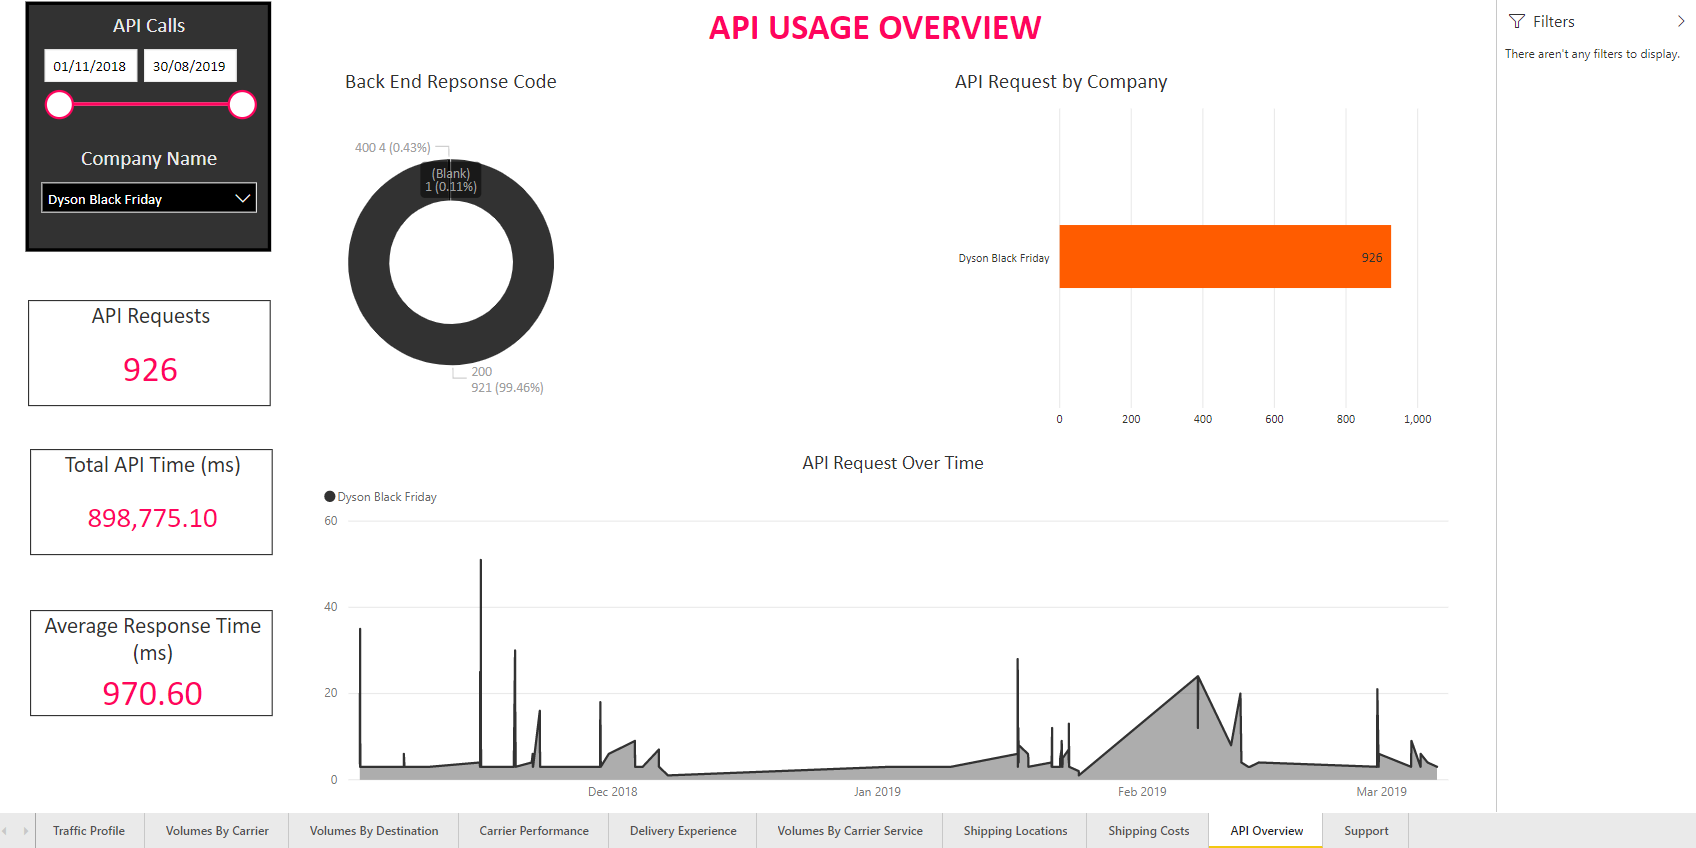 API Calls
01/11/2018 30/08/2019
Company Name
Dyson Black Friday
API Requests
926
Total API Time (ms)
898,775.10
Average Response Time
(ms)
970.60
API USAGE OVERVIEW
Back End Repsonse Code
400 4 (0.43%)
(Blank)
1 (0.11%)
200
921 (99.46%)
API Request by Company
Dyson Black Friday
926
0 200 400 600 800 1,000
API Request Over Time
Dyson Black Friday
60
40
20
0
Dec 2018 Jan 2019 Feb 2019 Mar 2019
Filters
There aren't any filters to display.
Traffic Profile Volumes By Carrier Volumes By Destination Carrier Performance Delivery Experience Volumes By Carrier Service Shipping Locations Shipping Costs API Overview Support